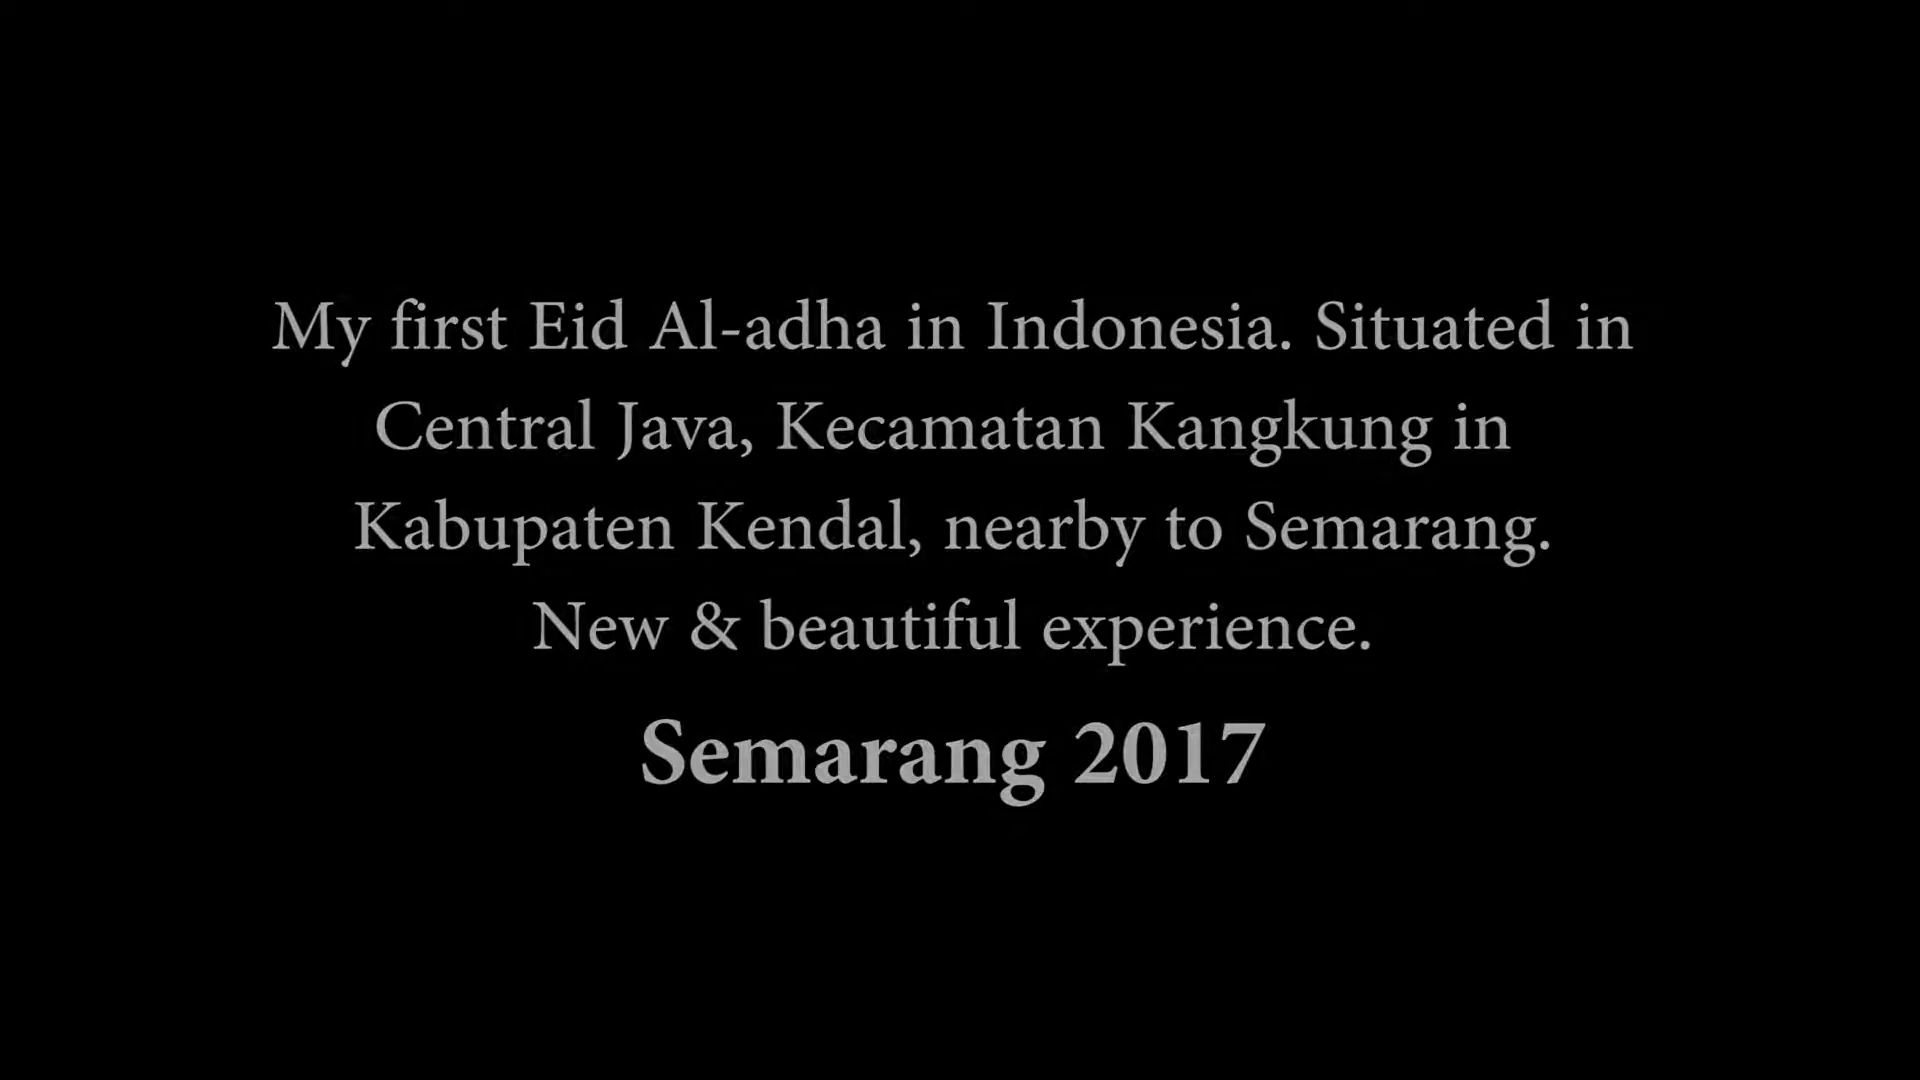 My first Eid Al-adha in Indonesia. Situated in
Central Java, Kecamatan Kangkung in
Kabupaten Kendal, nearby to Semarang.
New & beautiful experience.
Semarang 2017